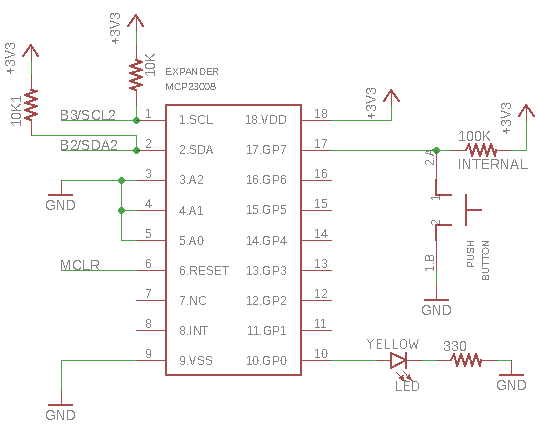 +3V3
+3V3
10K
10K1
EXPANDER
MCP23008
+3V3
+3V3
B3/SCL2
1
1.SCL
18.VDD
18
B2/SDA2
2
2.SDA
17.GP7
17
100K
INTERNAL
3
3.A2
16.GP6
16
2.A
GND
4
4.A1
15.GP5
15
1
2
5
5.A0
14.GP4
14
PUSH
BUTTON
MCLR
6
6.RESET
13.GP3
13
1.B
7
7.NC
12.GP2
12
GND
8
8.INT
11.GP1
11
9
9.VSS
10.GP0
10
YELLOW
330
LED
GND
GND